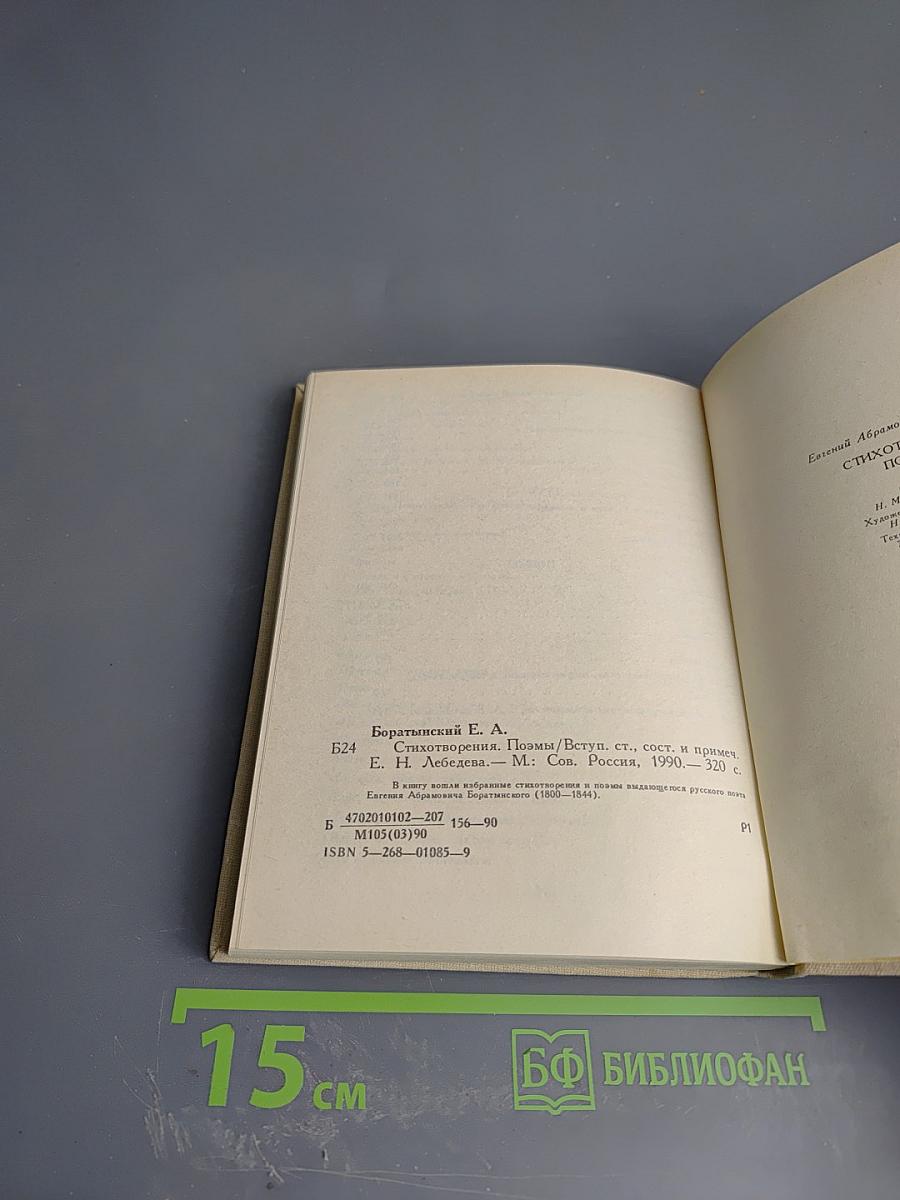 Боратынский Е. А.
Б24 Стихотворения. Поэмы/Вступ. ст., сост. и примеч.
Е. Н. Лебедева.— М.: Сов. Россия, 1990.— 320 с.
В книгу вошли избранные стихотворения и поэмы выдающегося русского поэта
Евгения Абрамовича Боратынского (1800—1844).
Б 4702010102—207 156—90
М105(03)90
Р1
ISBN 5—268—01085—9
Евгений Абрамо
СТИХОТ
ПО
Н. М
Художе
Н
Тех
15 см
БФ БИБЛИОФАН